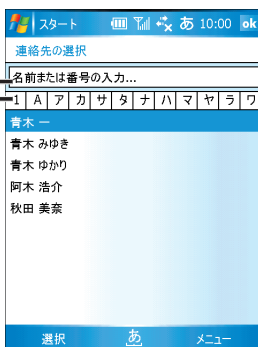 スタート あ 10:00 ok
連絡先の選択
名前または番号の入力...
1 A ア カ サ タ ナ ハ マ ヤ ラ ワ
青木 一
青木 みゆき
青木 ゆかり
阿木 浩介
秋田 美奈
選択 あ メニュー